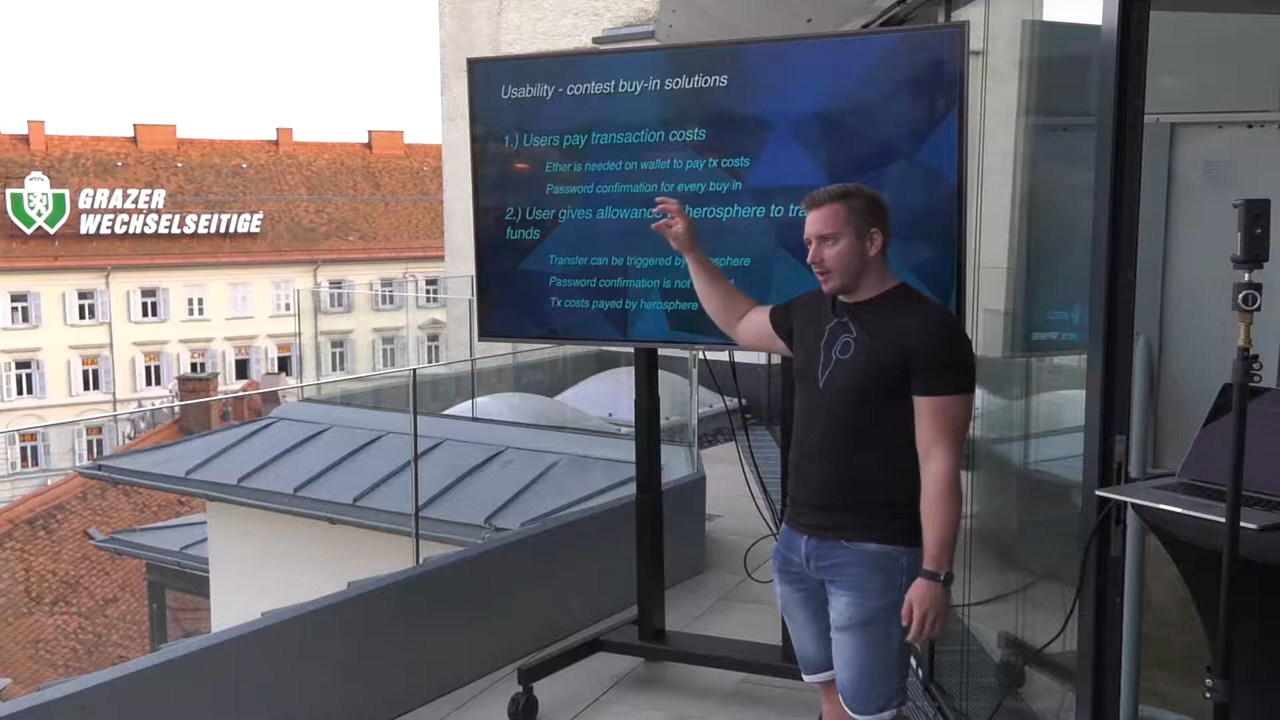 Usability - contest buy-in solutions
1.) Users pay transaction costs
Ether is needed on wallet to pay tx costs
Password confirmation for every buy in
2.) User gives allowance herosphere to
funds
Transfer can be triggered by
Password confirmation is not
Tx costs payed by herosphere
GRAZER
WECHSELSEITIGE